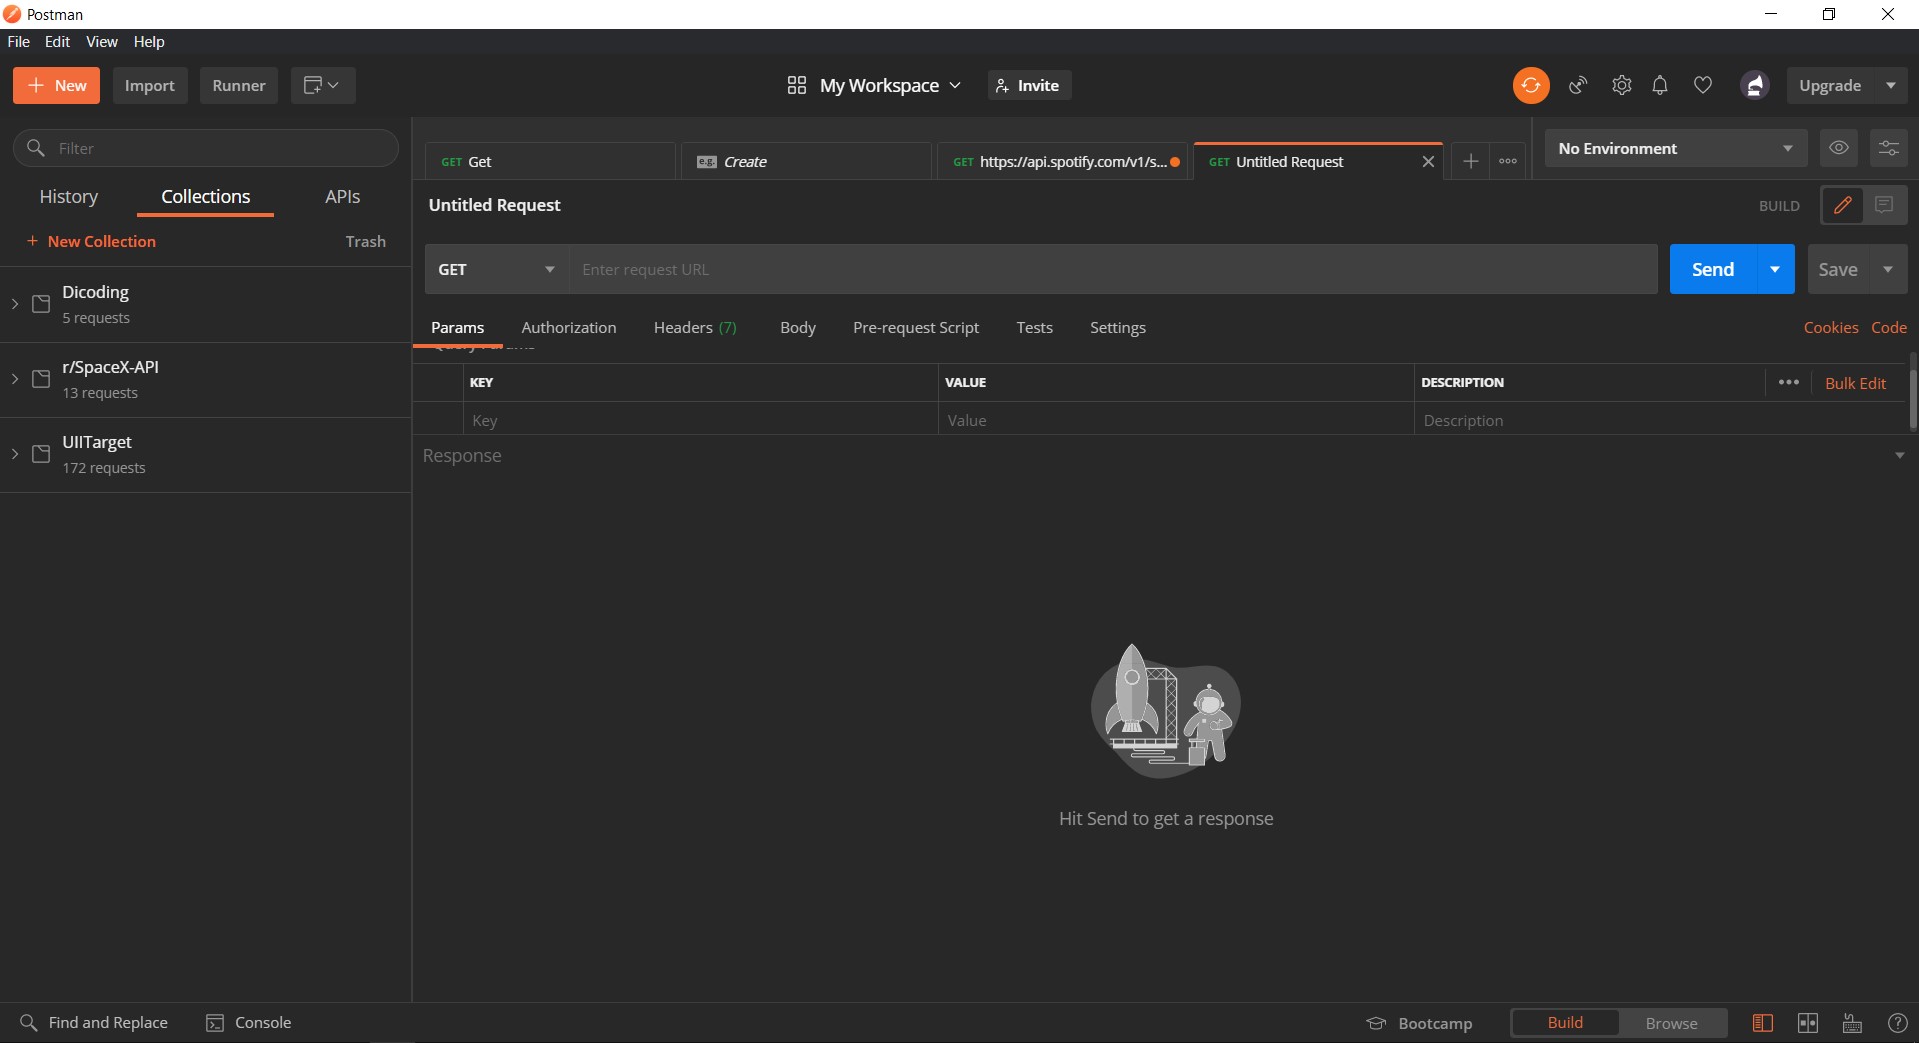 Postman
File Edit View Help
New Import Runner My Workspace Invite Upgrade
Filter
GET Get e.g. Create GET https://api.spotify.com/v1/s... GET Untitled Request No Environment
History Collections APIs
Untitled Request BUILD
+ New Collection Trash
GET Enter request URL Send Save
Dicoding
5 requests
Params Authorization Headers (7) Body Pre-request Script Tests Settings Cookies Code
r/SpaceX-API
13 requests
KEY VALUE DESCRIPTION ••• Bulk Edit
Key Value Description
UIITarget
172 requests
Response
Hit Send to get a response
Find and Replace Console Bootcamp Build Browse